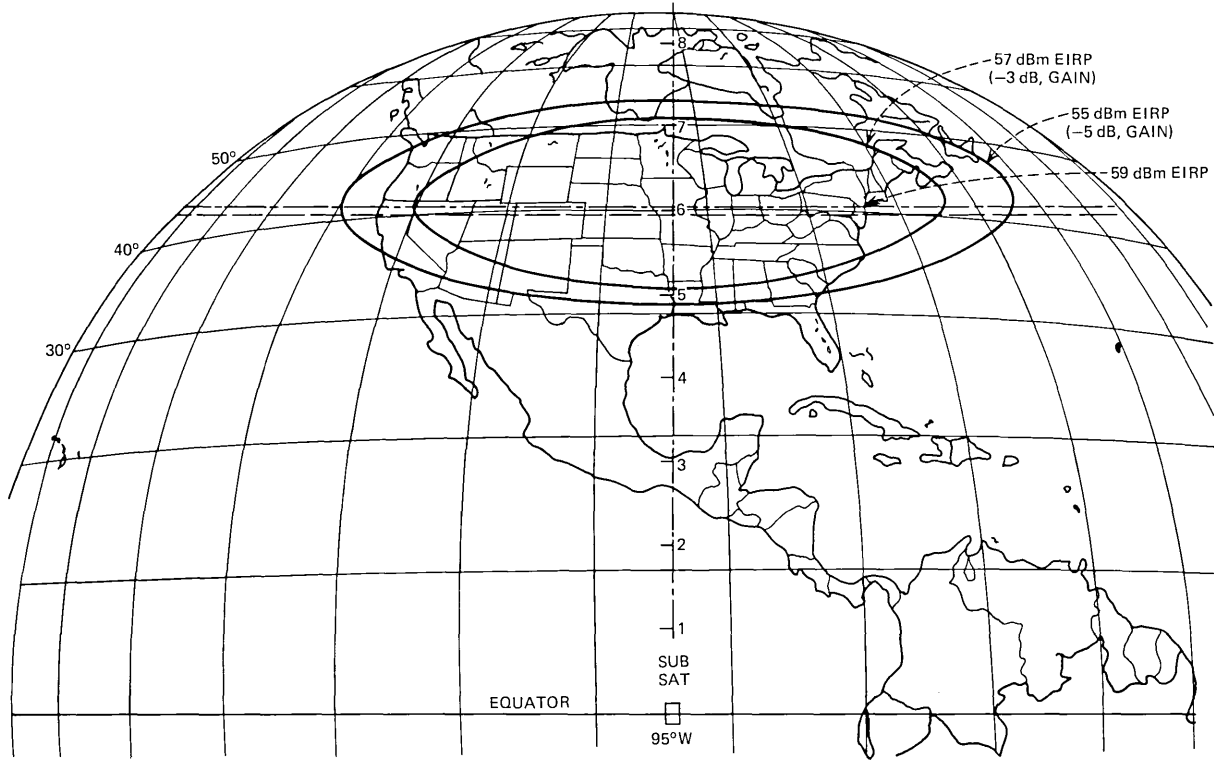 8
57 dBm EIRP
(−3 dB, GAIN)
55 dBm EIRP
(−5 dB, GAIN)
7
50°
59 dBm EIRP
6
40°
5
30°
4
3
2
1
SUB
SAT
EQUATOR
95°W